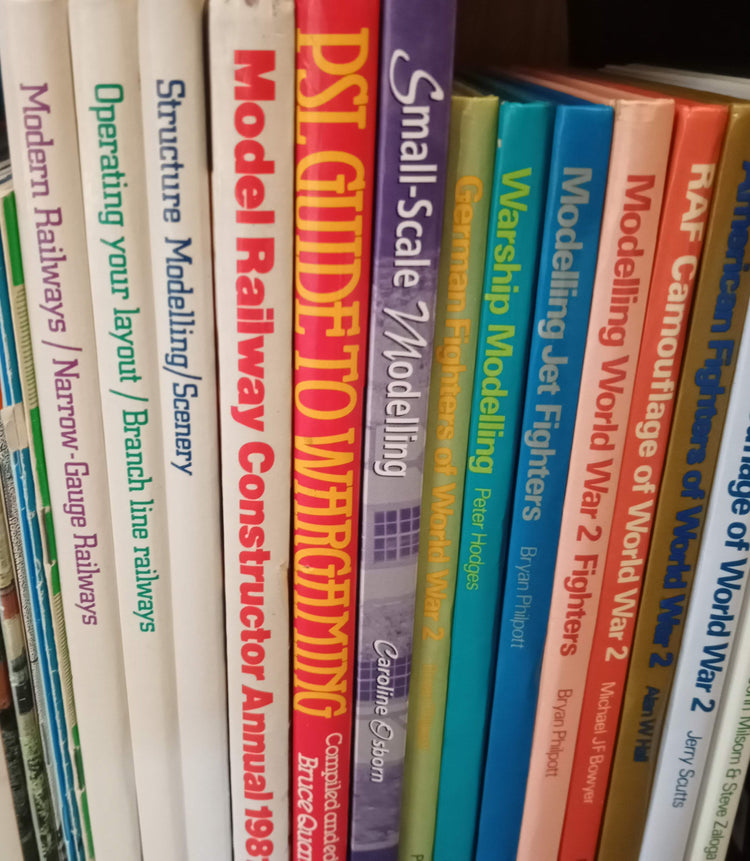 Modern Railways / Narrow-Gauge Railways
Operating your layout / Branch line railways
Structure Modelling/Scenery
Model Railway Constructor Annual 198
PSL GUIDE TO WARGAMING
Compiled and ed
Bruce Quar
Small-Scale Modelling
Caroline Osborn
German Fighters of World War 2
Warship Modelling
Peter Hodges
Modelling Jet Fighters
Bryan Philpott
Modelling World War 2 Fighters
Bryan Philpott
RAF Camouflage of World War 2
Michael J F Bowyer
American Fighters of World War 2
Alan W Hall
flage of World War 2
Jerry Scutts
Milsom & Steve Zaloga